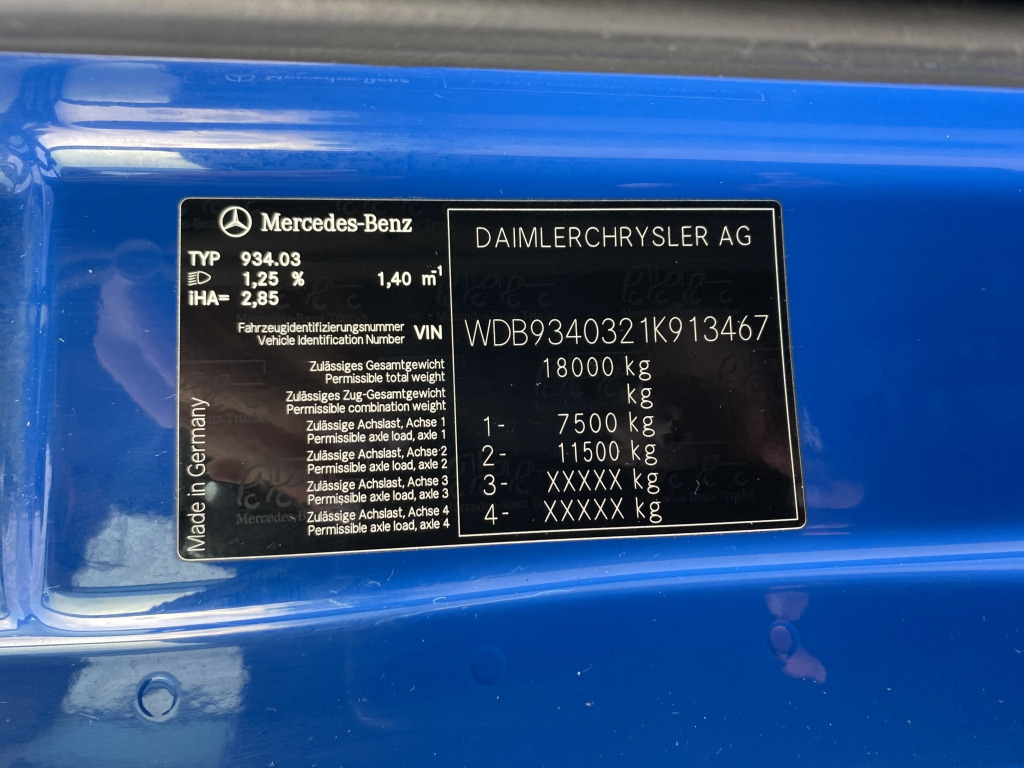 Mercedes-Benz
DAIMLERCHRYSLER AG
TYP 934.03
1,25 % 1,40 m⁻¹
iHA= 2,85
Fahrzeugidentifizierungsnummer
Vehicle Identification Number
VIN WDB9340321K913467
Zulässiges Gesamtgewicht
Permissible total weight
18000 kg
Zulässiges Zug-Gesamtgewicht
Permissible combination weight
kg
Zulässige Achslast, Achse 1
Permissible axle load, axle 1
1- 7500 kg
Zulässige Achslast, Achse 2
Permissible axle load, axle 2
2- 11500 kg
Zulässige Achslast, Achse 3
Permissible axle load, axle 3
3- XXXXX kg
Zulässige Achslast, Achse 4
Permissible axle load, axle 4
4- XXXXX kg
Made in Germany